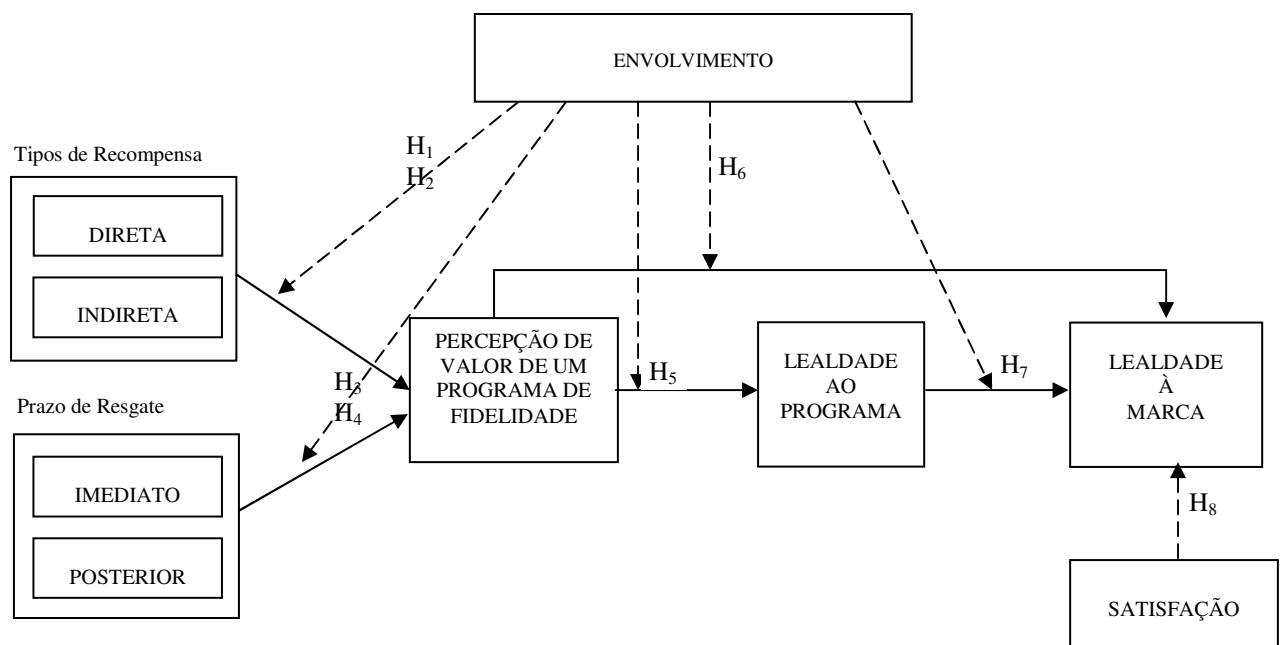 ENVOLVIMENTO
H₁
H₂
H₆
Tipos de Recompensa
DIRETA
INDIRETA
PERCEPÇÃO DE
VALOR DE UM
PROGRAMA DE
FIDELIDADE
H₃
H₄
H₅
LEALDADE
AO
PROGRAMA
H₇
LEALDADE
À
MARCA
Prazo de Resgate
IMEDIATO
POSTERIOR
H₈
SATISFAÇÃO